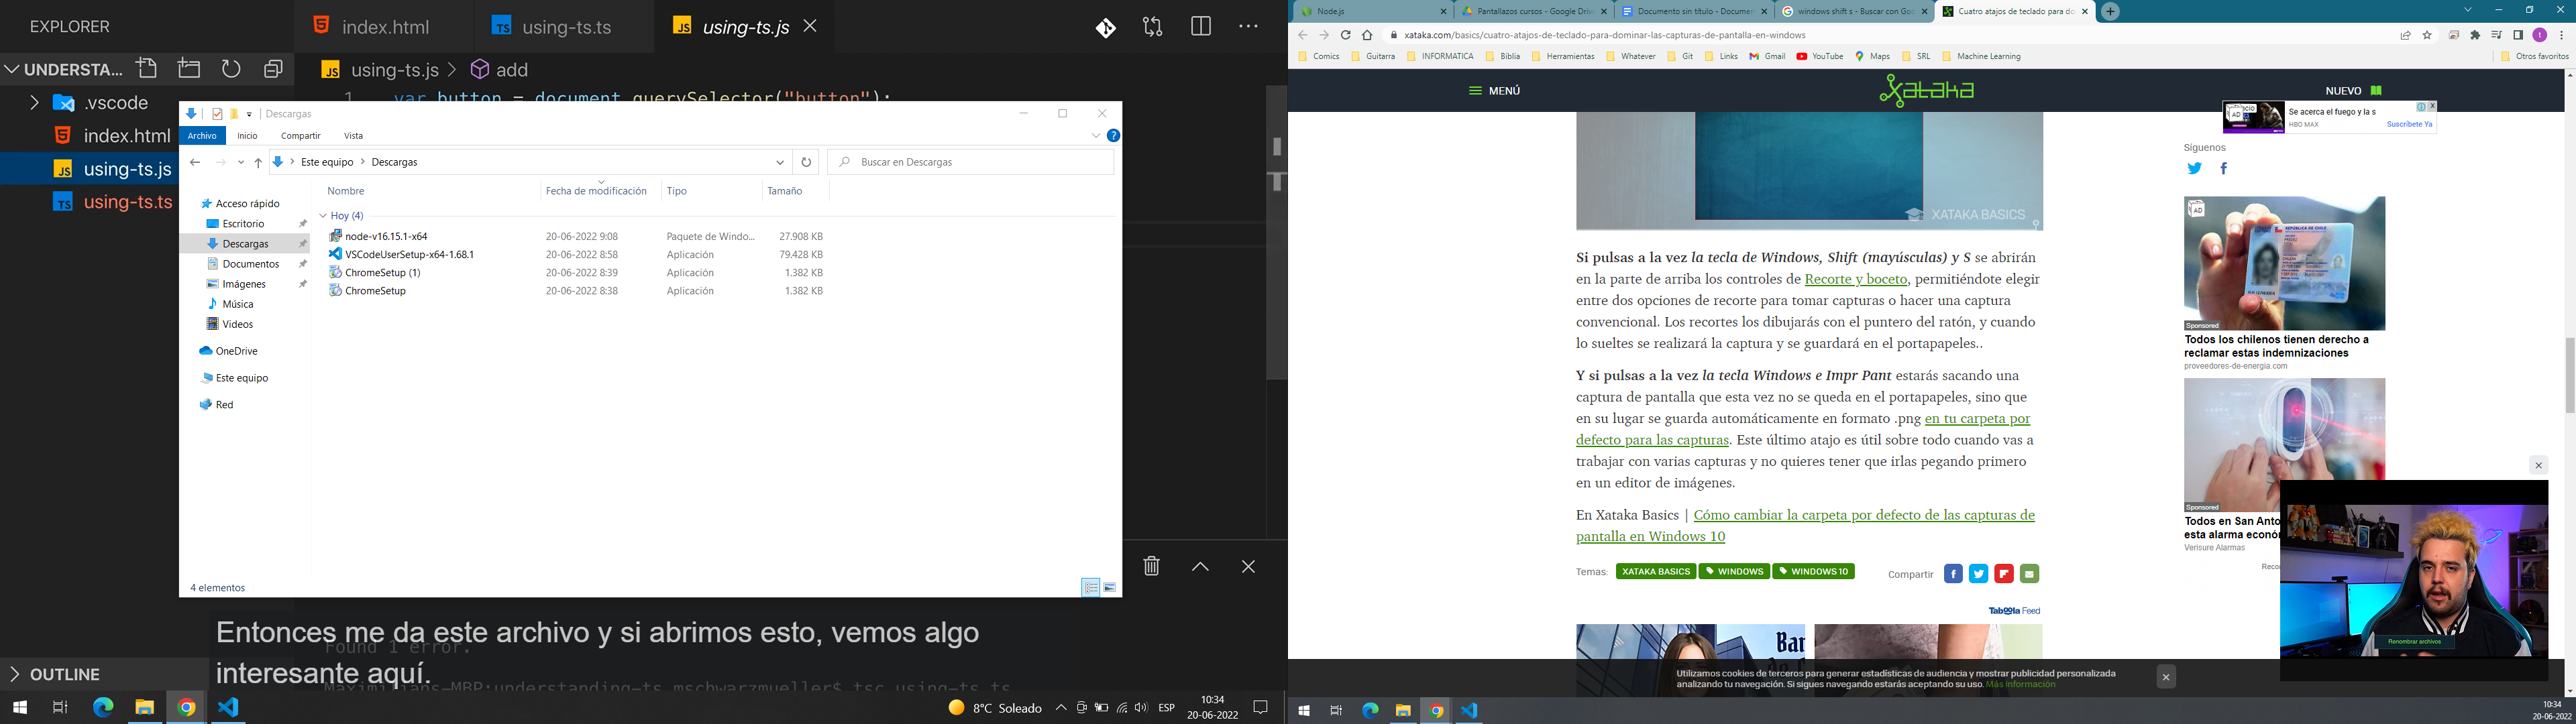 EXPLORER
index.html
using-ts.ts
using-ts.js
UNDERSTA...
using-ts.js > add
.vscode
index.html
using-ts.js
using-ts.ts
1 var button = document.querySelector("button");
Descargas
Archivo Inicio Compartir Vista
Este equipo > Descargas
Buscar en Descargas
Nombre Fecha de modificación Tipo Tamaño
Acceso rápido
Escritorio
Descargas
Documentos
Imágenes
Música
Vídeos
OneDrive
Este equipo
Red
Hoy (4)
node-v16.15.1-x64 20-06-2022 9:08 Paquete de Windo... 27.908 KB
VSCodeUserSetup-x64-1.68.1 20-06-2022 8:58 Aplicación 79.428 KB
ChromeSetup (1) 20-06-2022 8:39 Aplicación 1.382 KB
ChromeSetup 20-06-2022 8:38 Aplicación 1.382 KB
4 elementos
Found 1 error.
Entonces me da este archivo y si abrimos esto, vemos algo
interesante aquí.
Maximilians-MBP:understanding-ts mschwarzmueller$ tsc using-ts.ts
OUTLINE
8°C Soleado
ESP
10:34
20-06-2022
Node.js
Pantallazos cursos - Google Driv
Documento sin título - Documen
windows shift s - Buscar con Goo
Cuatro atajos de teclado para do
xataka.com/basics/cuatro-atajos-de-teclado-para-dominar-las-capturas-de-pantalla-en-windows
t
Comics Guitarra INFORMATICA Biblia Herramientas Whatever Git Links Gmail YouTube Maps SRL Machine Learning Otros favoritos
MENÚ
xataka
NUEVO
AD
Se acerca el fuego y la s
HBO MAX
Suscríbete Ya
XATAKA BASICS
Síguenos
Si pulsas a la vez la tecla de Windows, Shift (mayúsculas) y S se abrirán
en la parte de arriba los controles de Recorte y boceto, permitiéndote elegir
entre dos opciones de recorte para tomar capturas o hacer una captura
convencional. Los recortes los dibujarás con el puntero del ratón, y cuando
lo sueltes se realizará la captura y se guardará en el portapapeles..
Y si pulsas a la vez la tecla Windows e Impr Pant estarás sacando una
captura de pantalla que esta vez no se queda en el portapapeles, sino que
en su lugar se guarda automáticamente en formato .png en tu carpeta por
defecto para las capturas. Este último atajo es útil sobre todo cuando vas a
trabajar con varias capturas y no quieres tener que irlas pegando primero
en un editor de imágenes.
En Xataka Basics | Cómo cambiar la carpeta por defecto de las capturas de
pantalla en Windows 10
Temas: XATAKA BASICS WINDOWS WINDOWS 10
Compartir
Taboola Feed
AD
Sponsored
Todos los chilenos tienen derecho a
reclamar estas indemnizaciones
proveedores-de-energia.com
Sponsored
Todos en San Anto
esta alarma econó
Verisure Alarmas
Recor
Renombrar archivos
Utilizamos cookies de terceros para generar estadísticas de audiencia y mostrar publicidad personalizada
analizando tu navegación. Si sigues navegando estarás aceptando su uso. Más información
10:34
20-06-2022